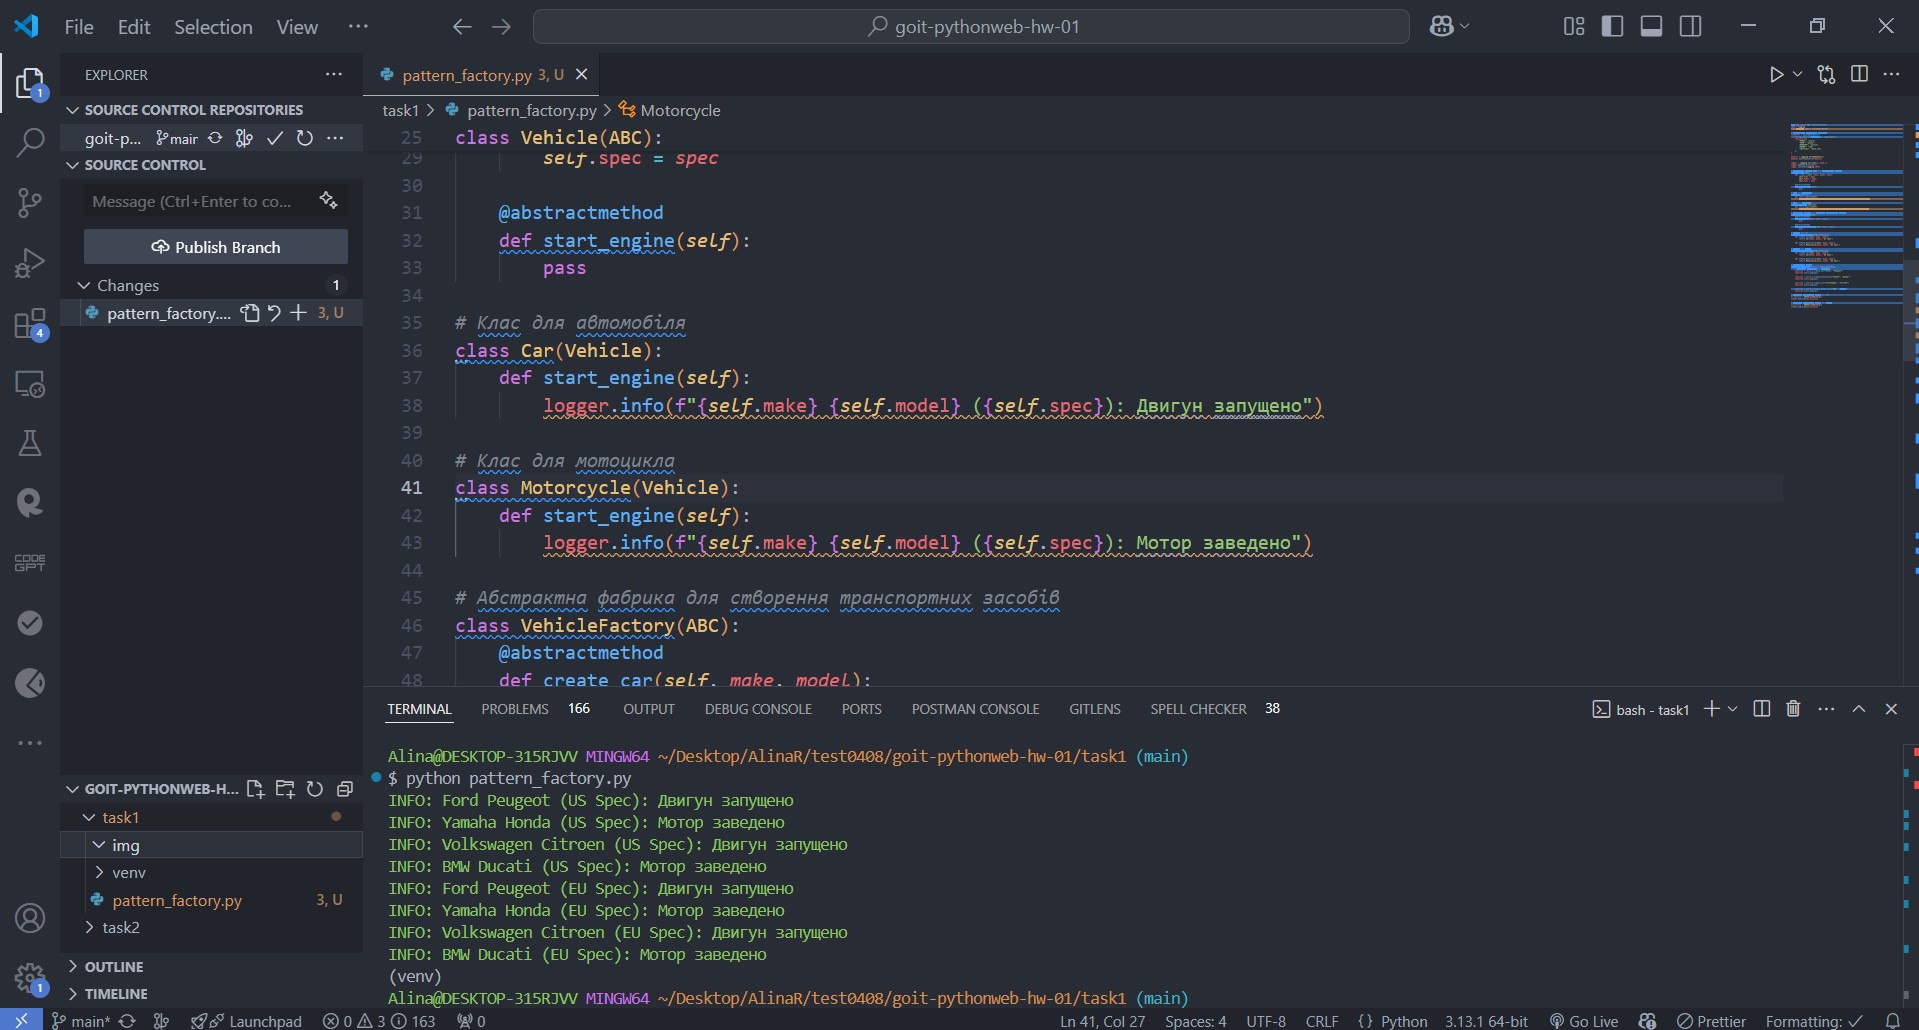 File Edit Selection View ··· goit-pythonweb-hw-01
EXPLORER ···
SOURCE CONTROL REPOSITORIES
goit-p... main ···
SOURCE CONTROL
Message (Ctrl+Enter to co...
Publish Branch
Changes 1
pattern_factory.... 3, U
GOIT-PYTHONWEB-H...
task1
img
venv
pattern_factory.py 3, U
task2
OUTLINE
TIMELINE
1
4
CODE
GPT
1
pattern_factory.py 3, U
task1 > pattern_factory.py > Motorcycle
25 class Vehicle(ABC):
29 self.spec = spec
30
31 @abstractmethod
32 def start_engine(self):
33 pass
34
35 # Клас для автомобіля
36 class Car(Vehicle):
37 def start_engine(self):
38 logger.info(f"{self.make} {self.model} ({self.spec}): Двигун запущено")
39
40 # Клас для мотоцикла
41 class Motorcycle(Vehicle):
42 def start_engine(self):
43 logger.info(f"{self.make} {self.model} ({self.spec}): Мотор заведено")
44
45 # Абстрактна фабрика для створення транспортних засобів
46 class VehicleFactory(ABC):
47 @abstractmethod
48 def create_car(self, make, model):
TERMINAL PROBLEMS 166 OUTPUT DEBUG CONSOLE PORTS POSTMAN CONSOLE GITLENS SPELL CHECKER 38 bash - task1
Alina@DESKTOP-315RJVV MINGW64 ~/Desktop/AlinaR/test0408/goit-pythonweb-hw-01/task1 (main)
$ python pattern_factory.py
INFO: Ford Peugeot (US Spec): Двигун запущено
INFO: Yamaha Honda (US Spec): Мотор заведено
INFO: Volkswagen Citroen (US Spec): Двигун запущено
INFO: BMW Ducati (US Spec): Мотор заведено
INFO: Ford Peugeot (EU Spec): Двигун запущено
INFO: Yamaha Honda (EU Spec): Мотор заведено
INFO: Volkswagen Citroen (EU Spec): Двигун запущено
INFO: BMW Ducati (EU Spec): Мотор заведено
(venv)
Alina@DESKTOP-315RJVV MINGW64 ~/Desktop/AlinaR/test0408/goit-pythonweb-hw-01/task1 (main)
main* Launchpad 0 3 163 0 Ln 41, Col 27 Spaces: 4 UTF-8 CRLF {} Python 3.13.1 64-bit Go Live Prettier Formatting: ✓